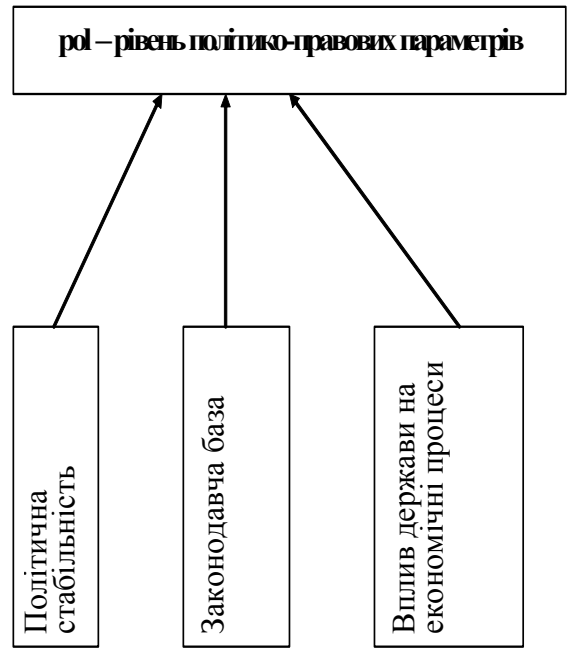 pol – рівень політико-правових параметрів
Політична
стабільність
Законодавча база
Вплив держави на
економічні процеси